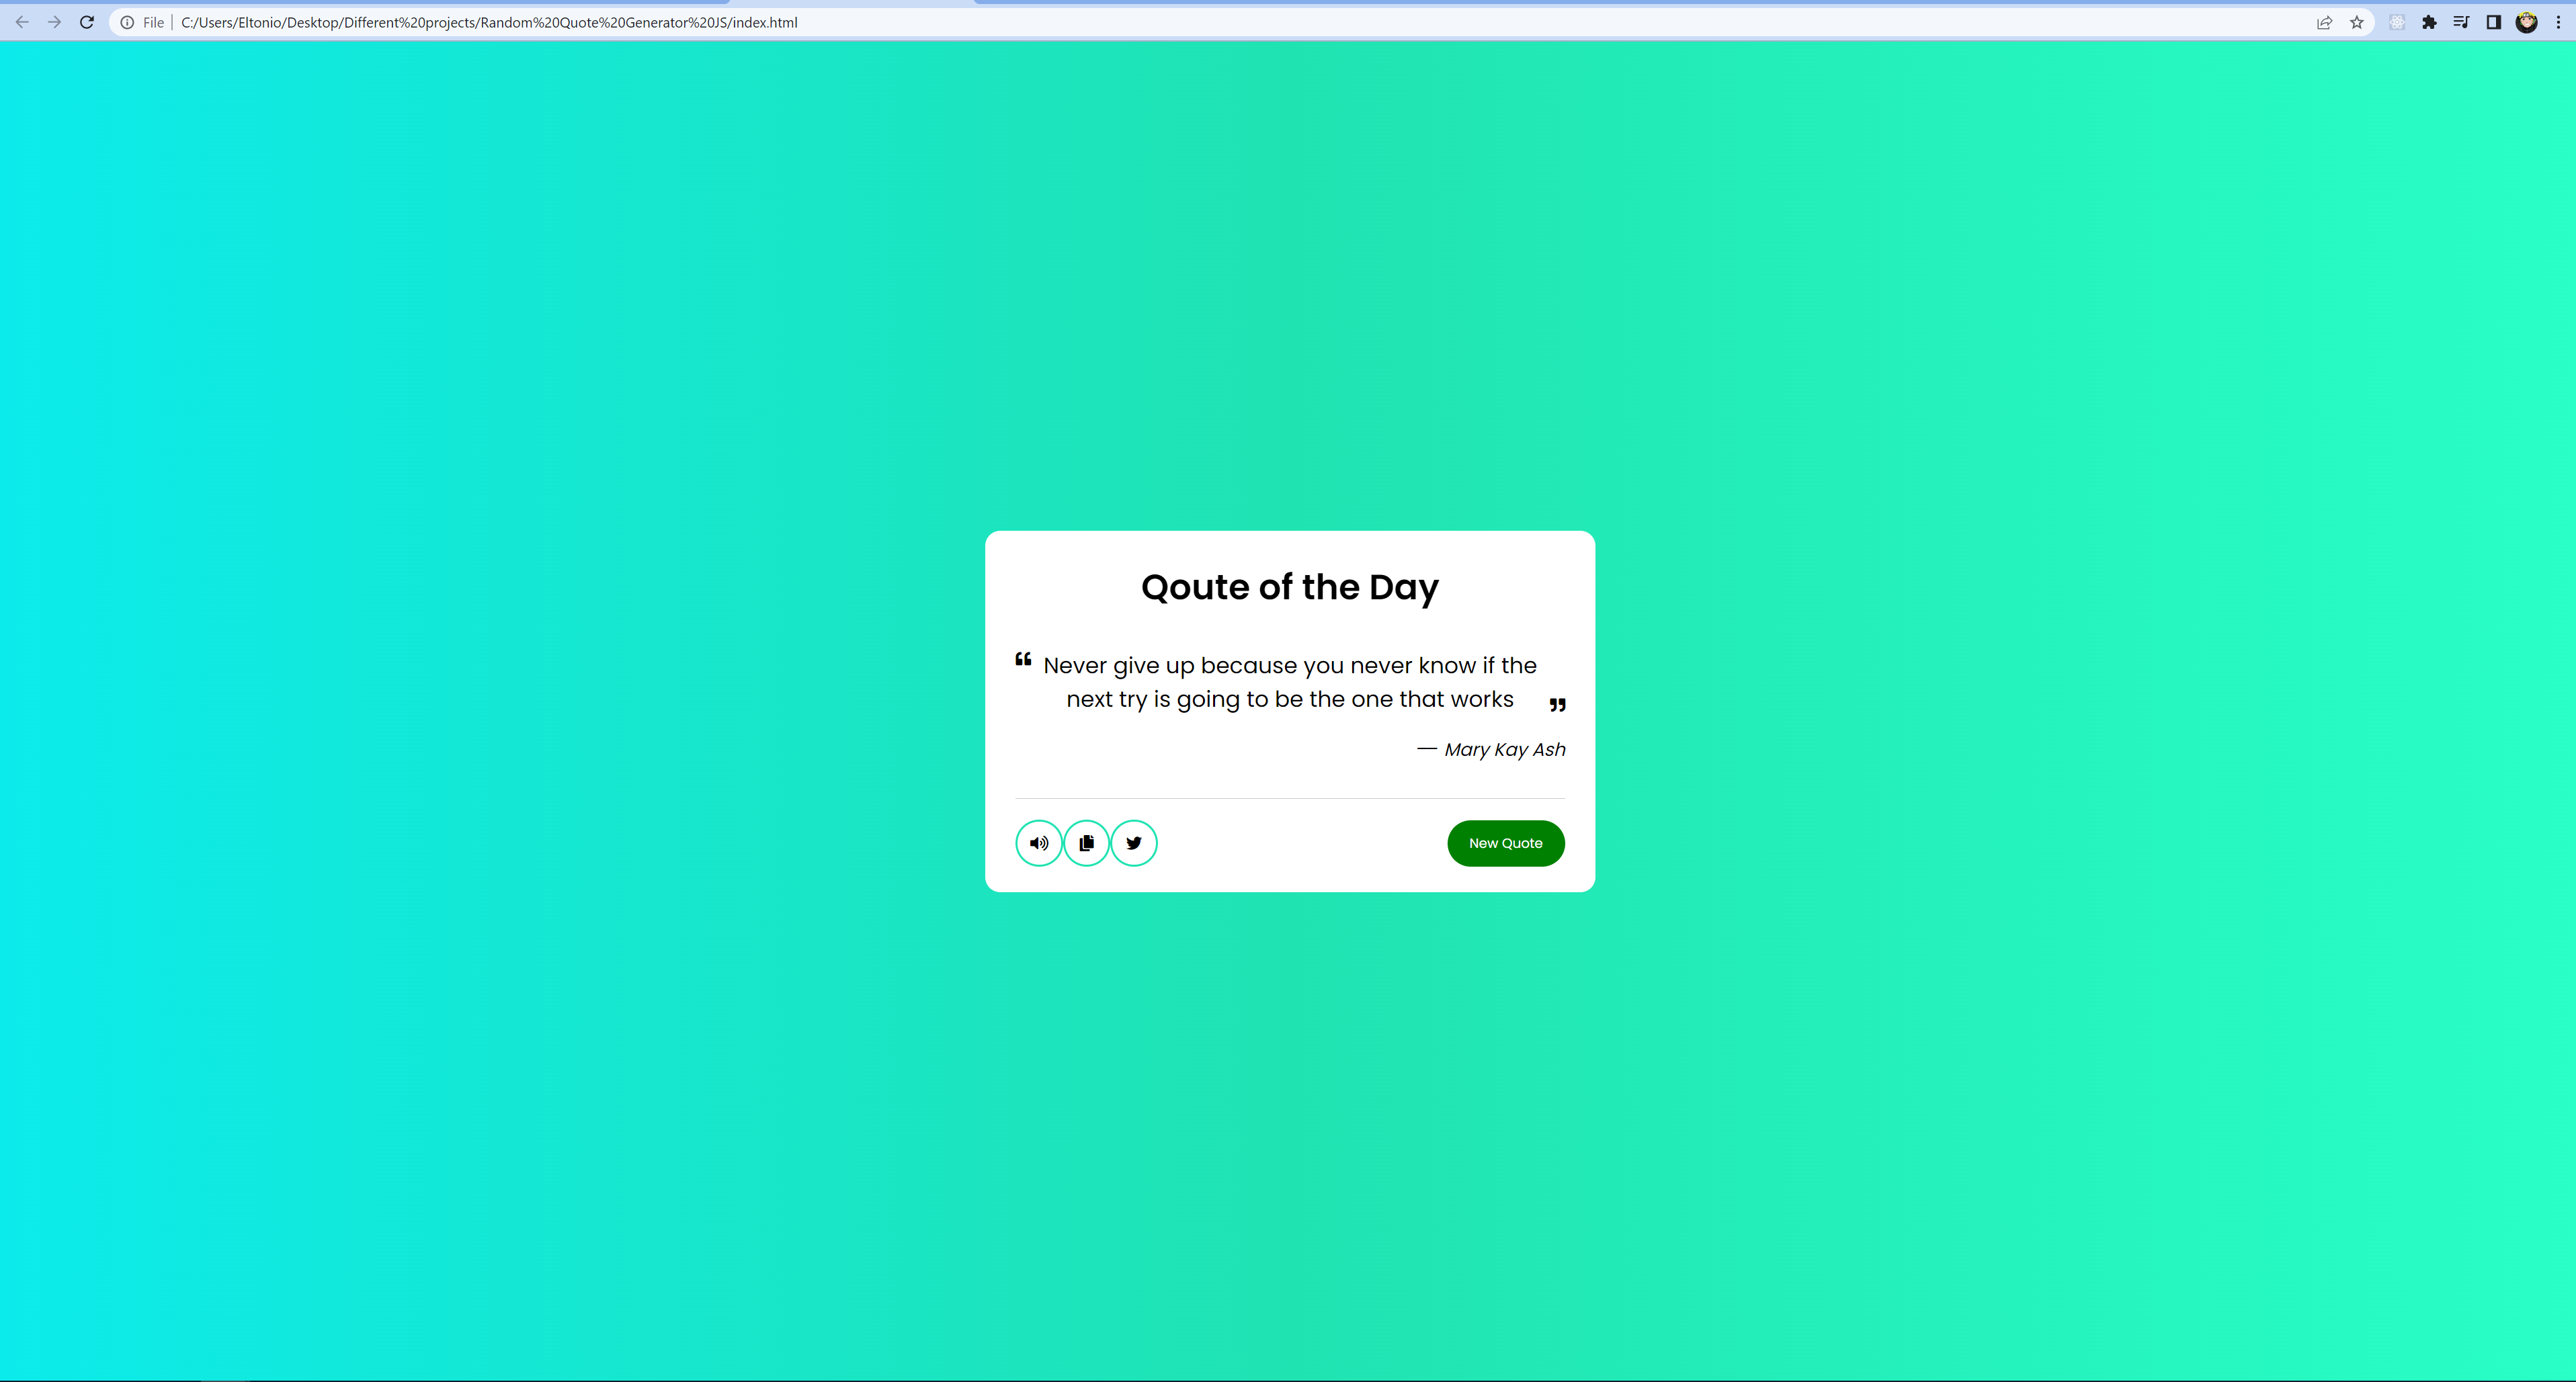 File | C:/Users/Eltonio/Desktop/Different%20projects/Random%20Quote%20Generator%20JS/index.html
Qoute of the Day
❝ Never give up because you never know if the
next try is going to be the one that works ❞
— Mary Kay Ash
New Quote